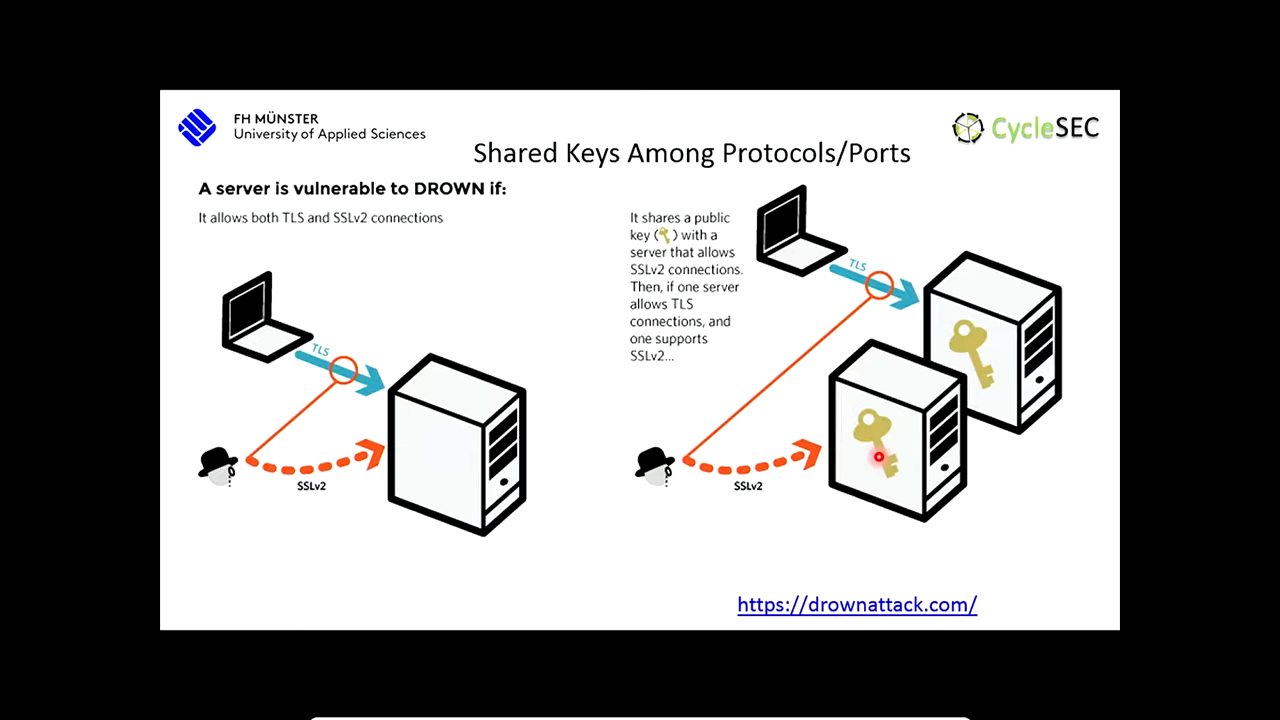 FH MÜNSTER
University of Applied Sciences
CycleSEC
Shared Keys Among Protocols/Ports
A server is vulnerable to DROWN if:
It allows both TLS and SSLv2 connections
TLS
SSLv2
It shares a public
key ( ) with a
server that allows
SSLv2 connections.
Then, if one server
allows TLS
connections, and
one supports
SSLv2...
TLS
SSLv2
https://drownattack.com/